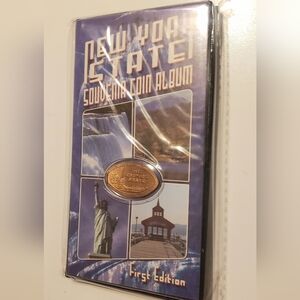 NEW YORK
STATE
SOUVENIR COIN ALBUM
First Edition